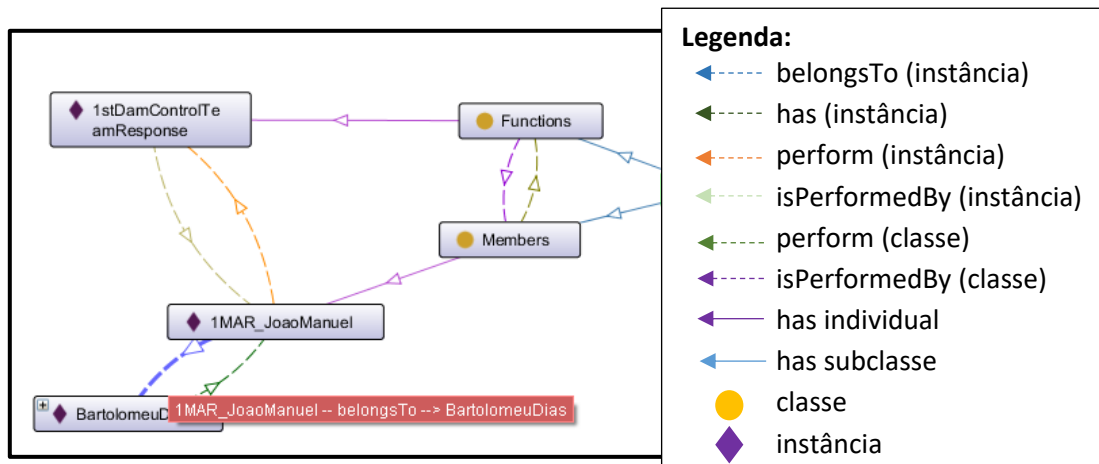 1stDamControlTe
amResponse
Functions
Members
1MAR_JoaoManuel
BartolomeuD
1MAR_JoaoManuel -- belongsTo --> BartolomeuDias
Legenda:
belongsTo (instância)
has (instância)
perform (instância)
isPerformedBy (instância)
perform (classe)
isPerformedBy (classe)
has individual
has subclasse
classe
instância